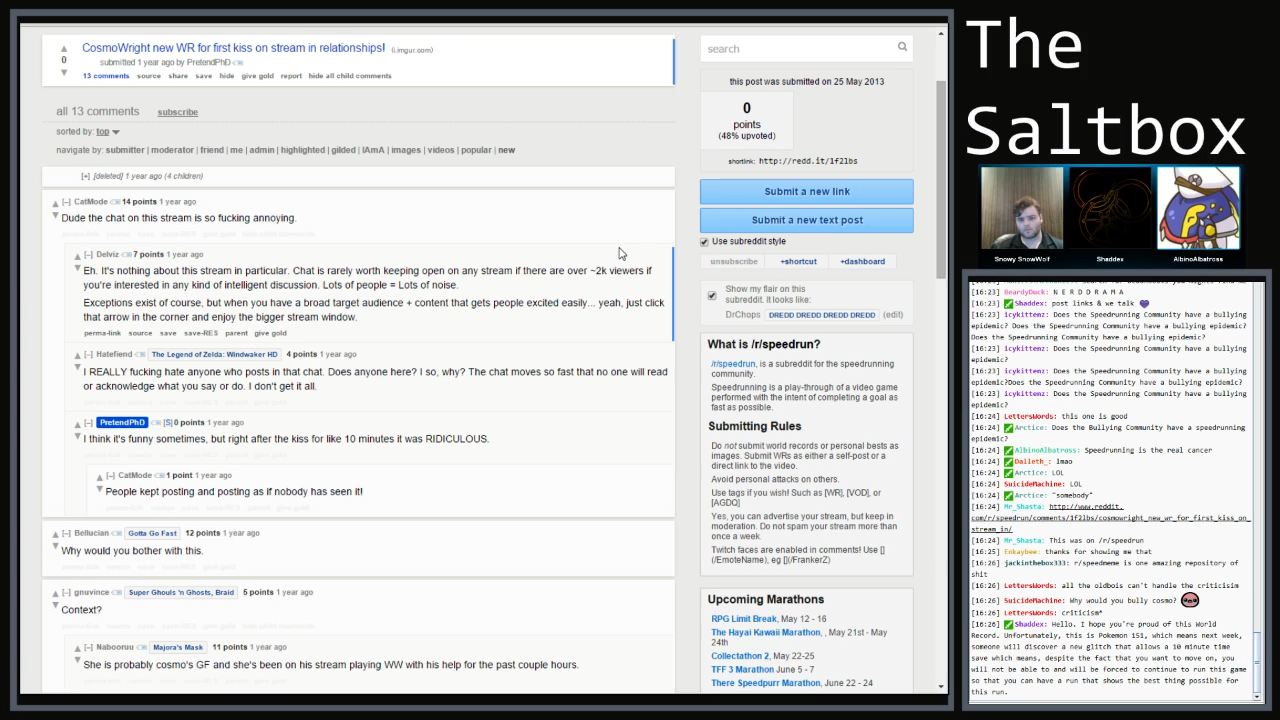 CosmoWright new WR for first kiss on stream in relationships! (i.imgur.com)
0
submitted 1 year ago by PretendPhD
13 comments source share save hide give gold report hide all child comments
all 13 comments subscribe
sorted by: top
navigate by: submitter | moderator | friend | me | admin | highlighted | gilded | IAmA | images | videos | popular | new
[+] [deleted] 1 year ago (4 children)
[-] CatMode 14 points 1 year ago
Dude the chat on this stream is so fucking annoying.
[-] Delviz 7 points 1 year ago
Eh. It's nothing about this stream in particular. Chat is rarely worth keeping open on any stream if there are over ~2k viewers if
you're interested in any kind of intelligent discussion. Lots of people = Lots of noise.
Exceptions exist of course, but when you have a broad target audience + content that gets people excited easily... yeah, just click
that arrow in the corner and enjoy the bigger stream window.
perma-link source save save-RES parent give gold
[-] Hatefiend The Legend of Zelda: Windwaker HD 4 points 1 year ago
I REALLY fucking hate anyone who posts in that chat. Does anyone here? I so, why? The chat moves so fast that no one will read
or acknowledge what you say or do. I don't get it all.
[-] PretendPhD [S] 0 points 1 year ago
I think it's funny sometimes, but right after the kiss for like 10 minutes it was RIDICULOUS.
[-] CatMode 1 point 1 year ago
People kept posting and posting as if nobody has seen it!
[-] Bellucian Gotta Go Fast 12 points 1 year ago
Why would you bother with this.
[-] gnuvince Super Ghouls 'n Ghosts, Braid 5 points 1 year ago
Context?
[-] Nabooruu Majora's Mask 11 points 1 year ago
She is probably cosmo's GF and she's been on his stream playing WW with his help for the past couple hours.
search
this post was submitted on 25 May 2013
0
points
(48% upvoted)
shortlink: http://redd.it/1f2lbs
Submit a new link
Submit a new text post
Use subreddit style
unsubscribe +shortcut +dashboard
Show my flair on this
subreddit. it looks like:
DrChops DREDD DREDD DREDD DREDD (edit)
What is /r/speedrun?
/r/speedrun, is a subreddit for the speedrunning
community.
Speedrunning is a play-through of a video game
performed with the intent of completing a goal as
fast as possible.
Submitting Rules
Do not submit world records or personal bests as
images. Submit WRs as either a self-post or a
direct link to the video.
Avoid personal attacks on others.
Use tags if you wish! Such as [WR], [VOD], or
[AGDQ]
Yes, you can advertise your stream, but keep in
moderation. Do not spam your stream more than
once a week.
Twitch faces are enabled in comments! Use []
(/EmoteName), eg [](/FrankerZ)
Upcoming Marathons
RPG Limit Break, May 12 - 16
The Hayai Kawaii Marathon, , May 21st - May
24th
Collectathon 2, May 22-25
TFF 3 Marathon June 5 - 7
There Speedpurr Marathon, June 22 - 24
The
Saltbox
Snowy SnowWolf
Shaddex
AlbinoAlbatross
[16:23] BeardyDuck: N E R D D R A M A
[16:23] Shaddex: post links & we talk
[16:23] icykittenz: Does the Speedrunning Community have a bullying
epidemic? Does the Speedrunning Community have a bullying epidemic?
Does the Speedrunning Community have a bullying epidemic?
[16:23] icykittenz: Does the Speedrunning Community have a bullying
epidemic?
[16:23] icykittenz: Does the Speedrunning Community have a bullying
epidemic?Does the Speedrunning Community have a bullying epidemic?
[16:23] icykittenz: Does the Speedrunning Community have a bullying
epidemic?
[16:24] LettersWords: this one is good
[16:24] Arctice: Does the Bullying Community have a speedrunning
epidemic?
[16:24] AlbinoAlbatross: Speedrunning is the real cancer
[16:24] Dalleth_: lmao
[16:24] Arctice: LOL
[16:24] SuicideMachine: LOL
[16:24] Arctice: "somebody"
[16:24] Mr_Shasta: http://www.reddit.
com/r/speedrun/comments/1f2lbs/cosmowright_new_wr_for_first_kiss_on_
stream_in/
[16:24] Mr_Shasta: This was on /r/speedrun
[16:25] Enkaybee: thanks for showing me that
[16:26] jackinthebox333: r/speedmeme is one amazing repository of
shit
[16:26] LettersWords: all the oldbois can't handle the criticisim
[16:26] SuicideMachine: Why would you bully cosmo?
[16:26] LettersWords: criticism*
[16:26] Shaddex: Hello. I hope you're proud of this World
Record. Unfortunately, this is Pokemon 151, which means next week,
someone will discover a new glitch that allows a 10 minute time
save which means, despite the fact that you want to move on, you
will not be able to and will be forced to continue to run this game
so that you can have a run that shows the best thing possible for
this run.